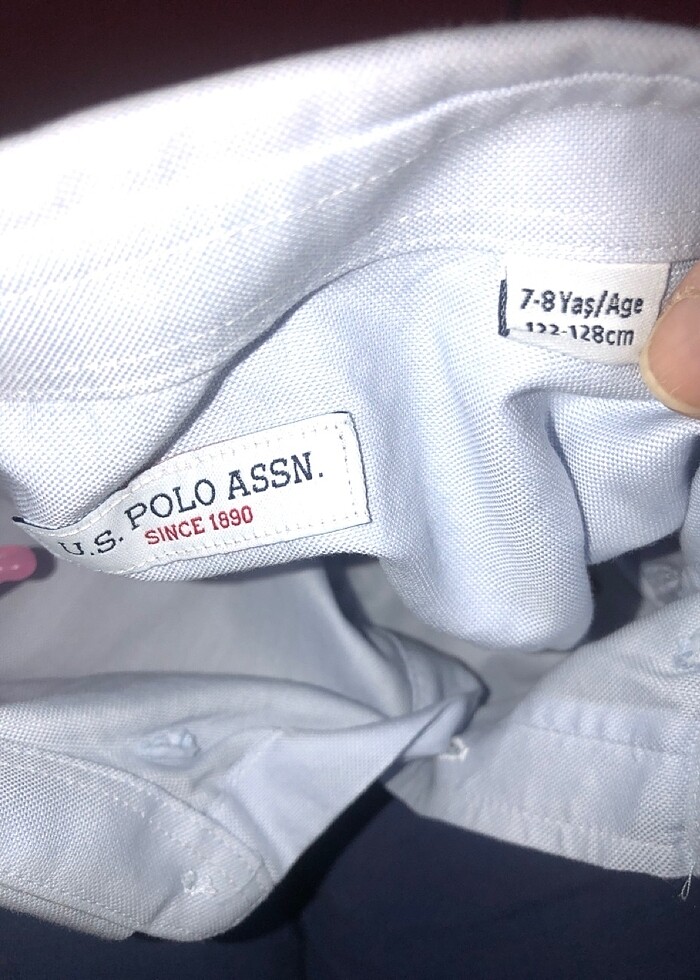 7-8 Yaş/Age
122-128cm
U.S. POLO ASSN.
SINCE 1890